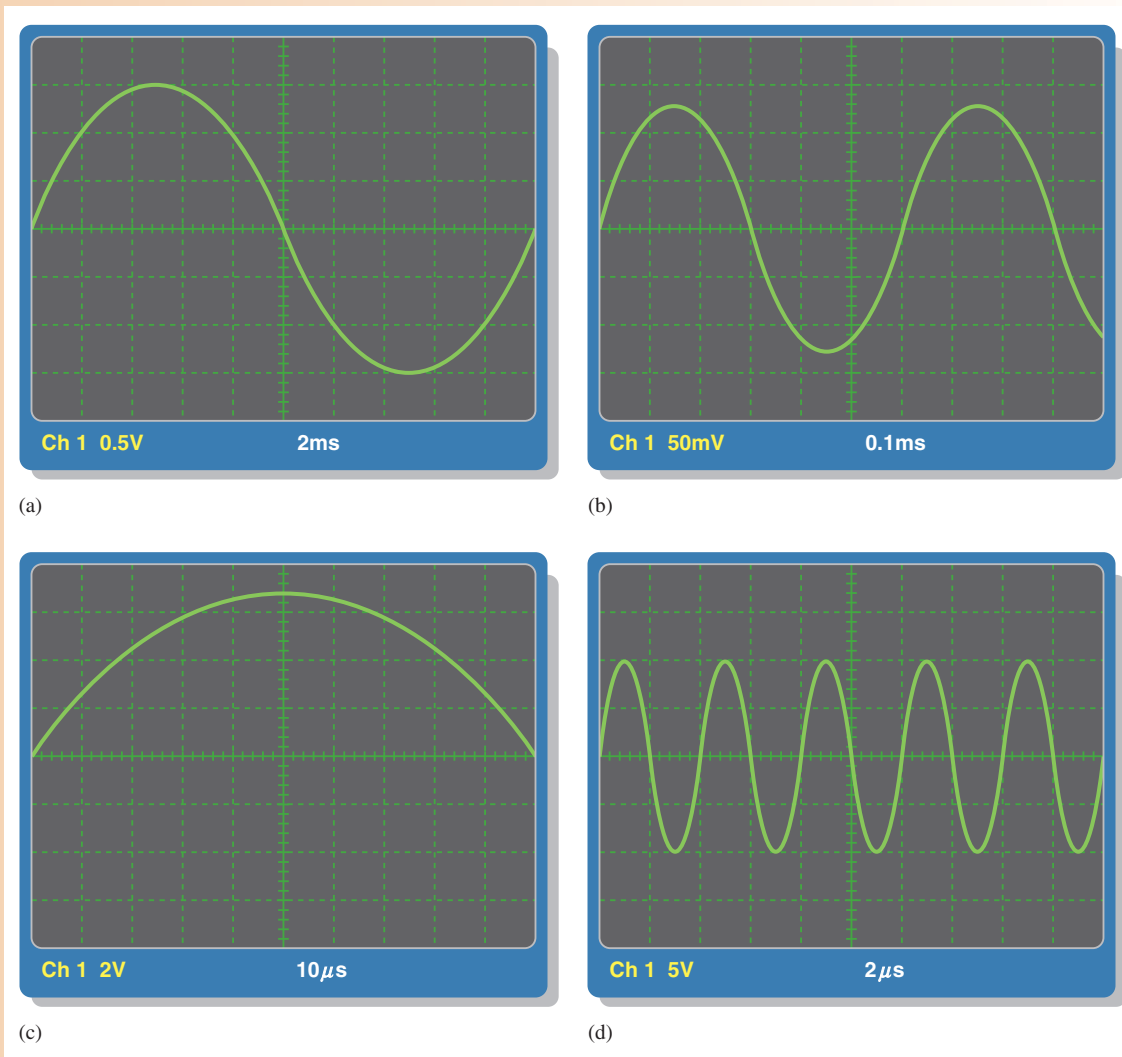 Ch 1 0.5V 2ms
Ch 1 50mV 0.1ms
(a)
(b)
Ch 1 2V 10μs
Ch 1 5V 2μs
(c)
(d)